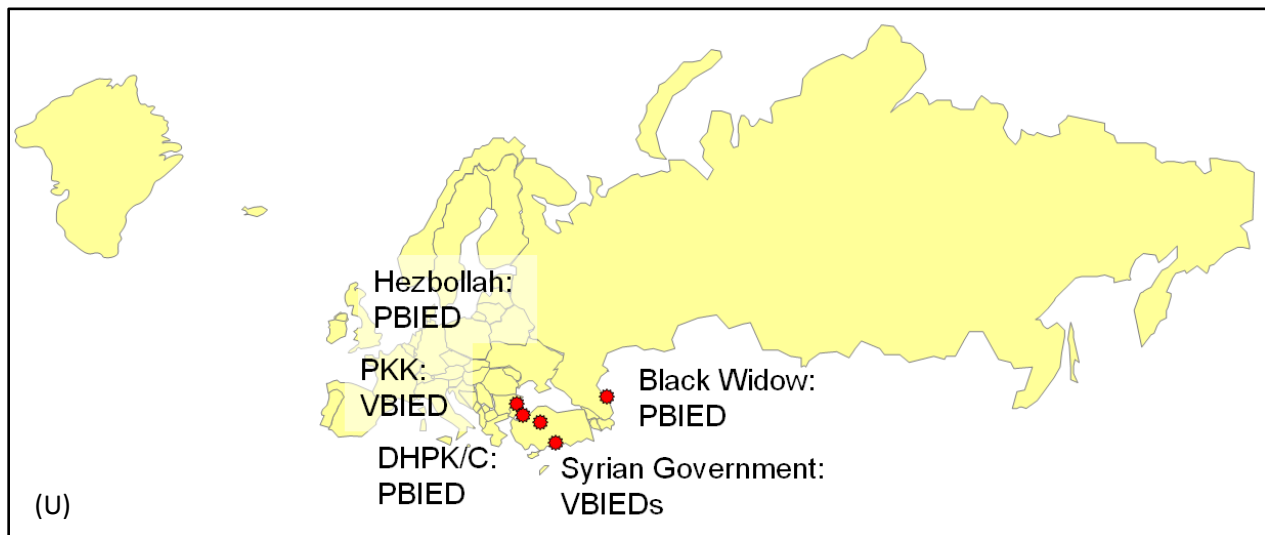 Hezbollah:
PBIED
PKK:
VBIED
Black Widow:
PBIED
DHPK/C:
PBIED
Syrian Government:
VBIEDs
(U)